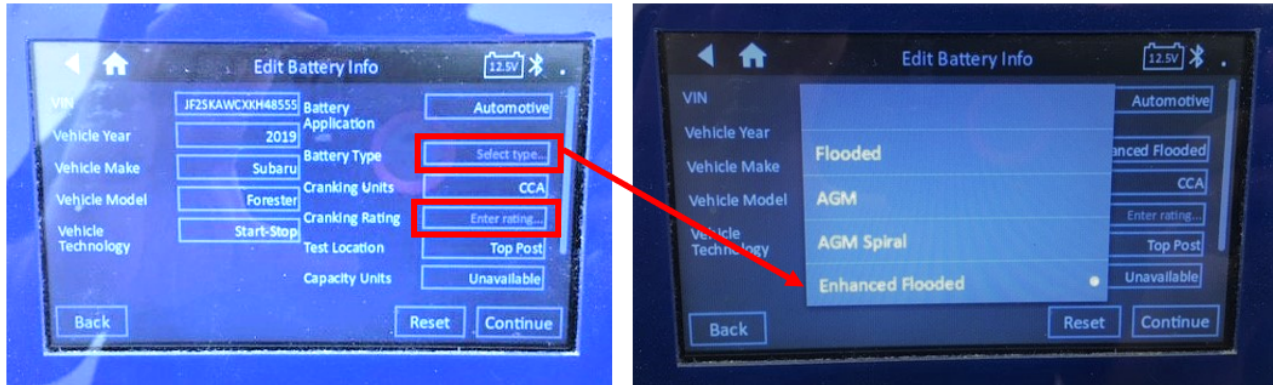 Edit Battery Info
12.5V
VIN
JF2SKAWCXKH48555
Vehicle Year
2019
Vehicle Make
Subaru
Vehicle Model
Forester
Vehicle
Technology
Start-Stop
Battery
Application
Automotive
Battery Type
Select type...
Cranking Units
CCA
Cranking Rating
Enter rating...
Test Location
Top Post
Capacity Units
Unavailable
Back
Reset
Continue
Edit Battery Info
12.5V
VIN
Vehicle Year
Vehicle Make
Vehicle Model
Vehicle
Technology
Flooded
AGM
AGM Spiral
Enhanced Flooded
Automotive
anced Flooded
CCA
Enter rating...
Top Post
Unavailable
Back
Reset
Continue